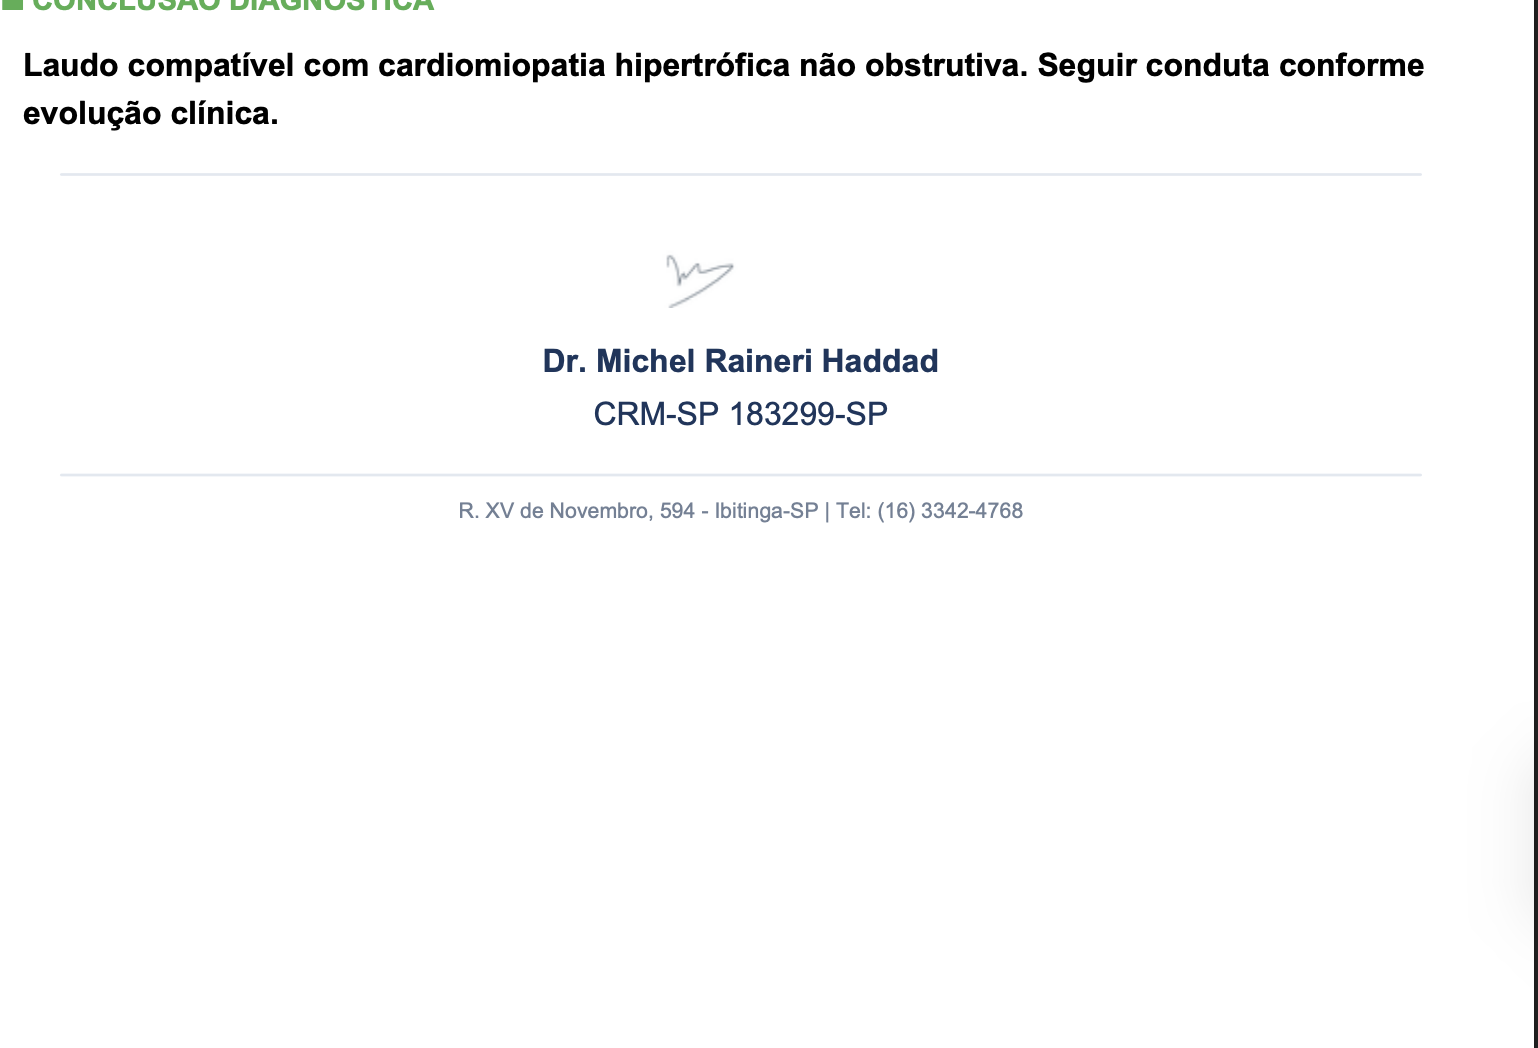 CONCLUSÃO DIAGNÓSTICA
Laudo compatível com cardiomiopatia hipertrófica não obstrutiva. Seguir conduta conforme
evolução clínica.
Dr. Michel Raineri Haddad
CRM-SP 183299-SP
R. XV de Novembro, 594 - Ibitinga-SP | Tel: (16) 3342-4768